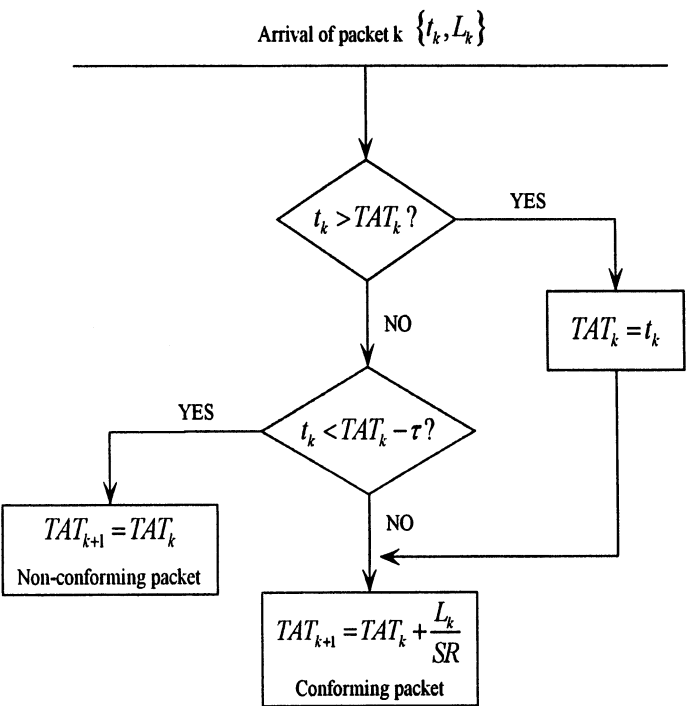 Arrival of packet k {t_k, L_k}
t_k > TAT_k ?
YES
TAT_k = t_k
NO
t_k < TAT_k − τ ?
YES
TAT_{k+1} = TAT_k
Non-conforming packet
NO
TAT_{k+1} = TAT_k + L_k / SR
Conforming packet